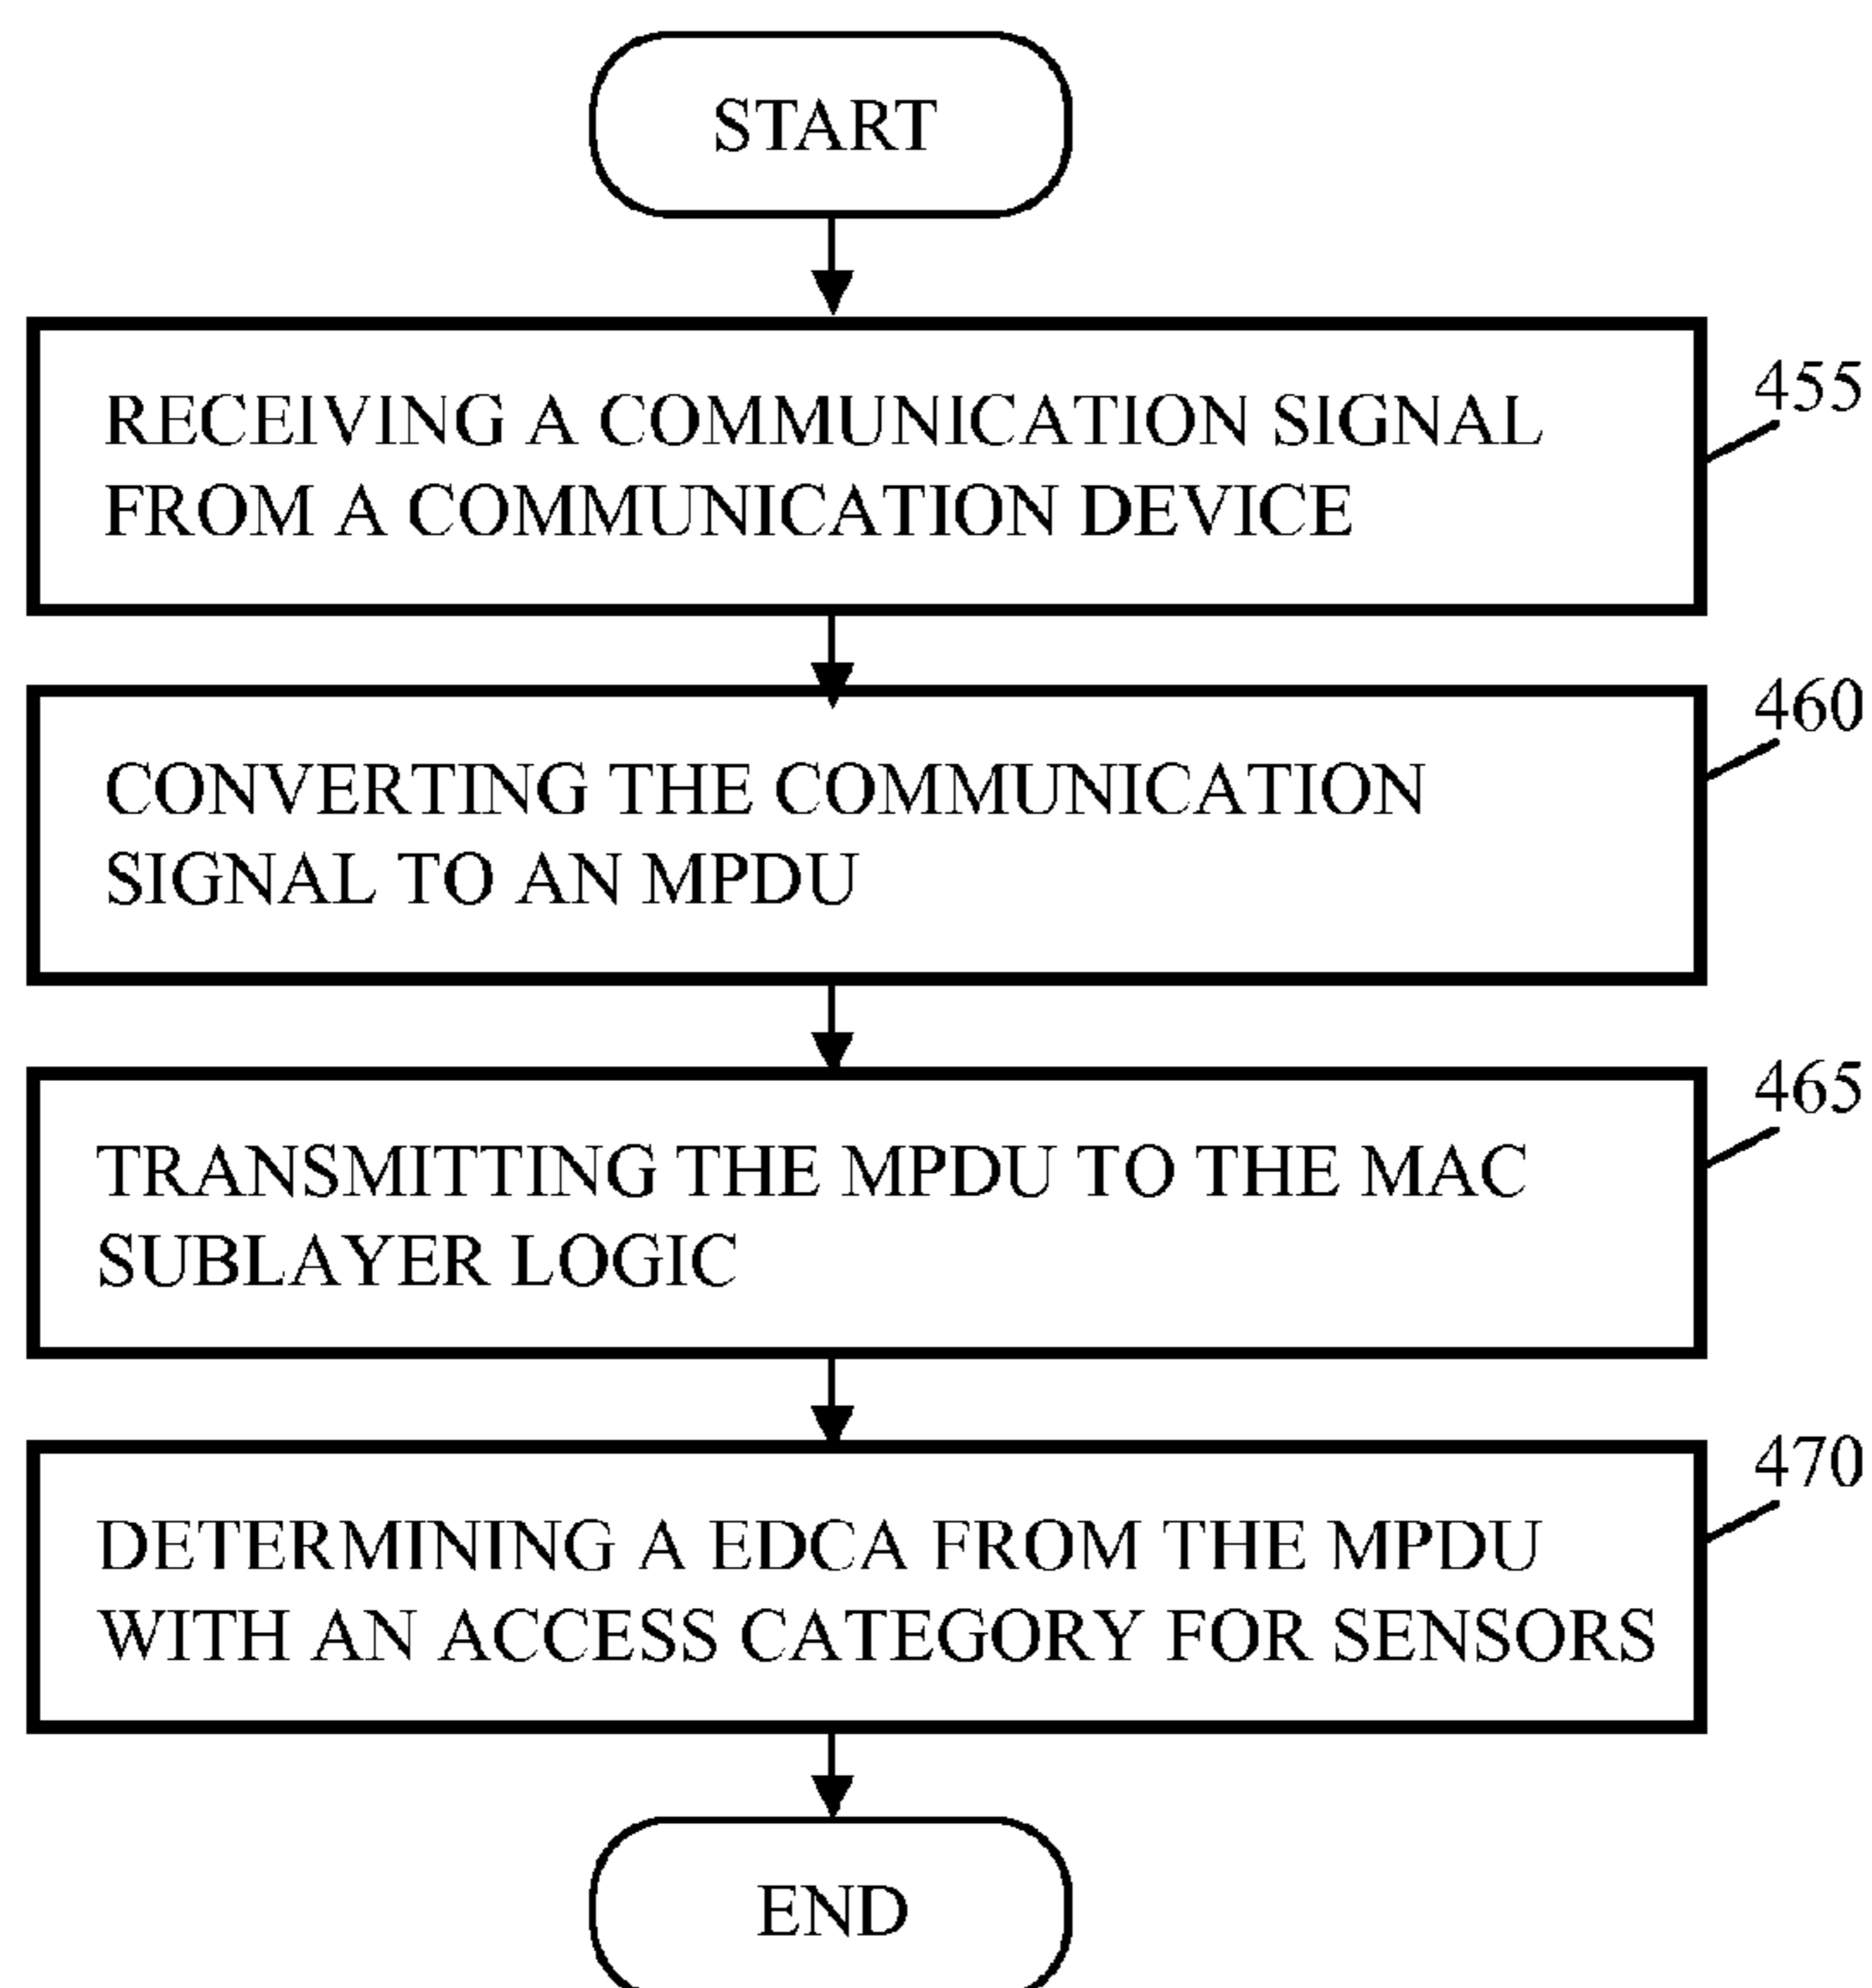 START
455
RECEIVING A COMMUNICATION SIGNAL
FROM A COMMUNICATION DEVICE
460
CONVERTING THE COMMUNICATION
SIGNAL TO AN MPDU
465
TRANSMITTING THE MPDU TO THE MAC
SUBLAYER LOGIC
470
DETERMINING A EDCA FROM THE MPDU
WITH AN ACCESS CATEGORY FOR SENSORS
END